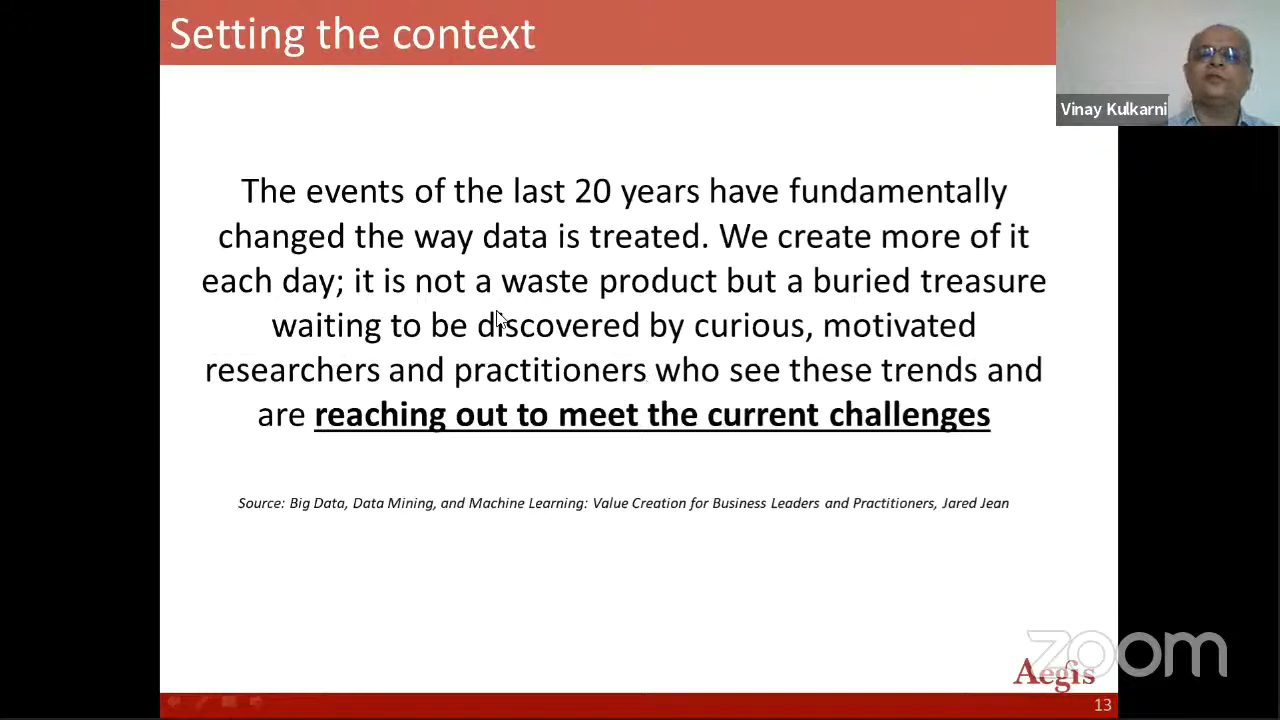 Setting the context
Vinay Kulkarni
The events of the last 20 years have fundamentally
changed the way data is treated. We create more of it
each day; it is not a waste product but a buried treasure
waiting to be discovered by curious, motivated
researchers and practitioners who see these trends and
are reaching out to meet the current challenges
Source: Big Data, Data Mining, and Machine Learning: Value Creation for Business Leaders and Practitioners, Jared Jean
zoom
Aegis
13